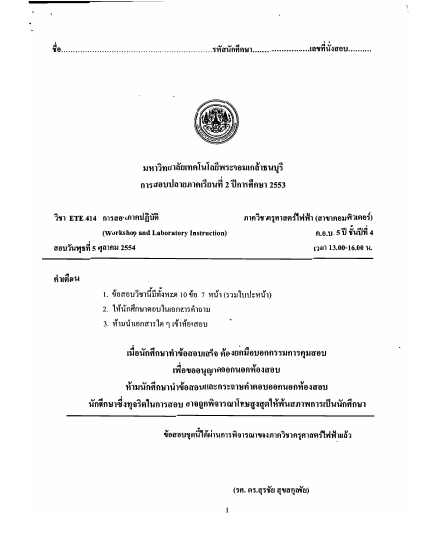 ชื่อ............................................................รหัสนักศึกษา.....................................เลขที่นั่งสอบ..........
มหาวิทยาลัยเทคโนโลยีพระจอมเกล้าธนบุรี
การสอบปลายภาคเรียนที่ 2 ปีการศึกษา 2553
วิชา ETE 414 การสอนภาคปฏิบัติ ภาควิชาครุศาสตร์ไฟฟ้า (สาขาคอมพิวเตอร์)
(Workshop and Laboratory Instruction) ค.อ.บ. 5 ปี ชั้นปีที่ 4
สอบวันพุธที่ 5 ตุลาคม 2554 เวลา 13.00-16.00 น.
คำเตือน
1. ข้อสอบวิชานี้มีทั้งหมด 10 ข้อ 7 หน้า (รวมใบปะหน้า)
2. ให้นักศึกษาตอบในเอกสารคำถาม
3. ห้ามนำเอกสารใด ๆ เข้าห้องสอบ
เมื่อนักศึกษาทำข้อสอบเสร็จ ต้องยกมือบอกกรรมการคุมสอบ
เพื่อขออนุญาตออกนอกห้องสอบ
ห้ามนักศึกษานำข้อสอบและกระดาษคำตอบออกนอกห้องสอบ
นักศึกษาซึ่งทุจริตในการสอบ อาจถูกพิจารณาโทษสูงสุดให้พ้นสภาพการเป็นนักศึกษา
ข้อสอบชุดนี้ได้ผ่านการพิจารณาของภาควิชาครุศาสตร์ไฟฟ้าแล้ว
(รศ. ดร.สุรชัย สุขสกุลชัย)
1